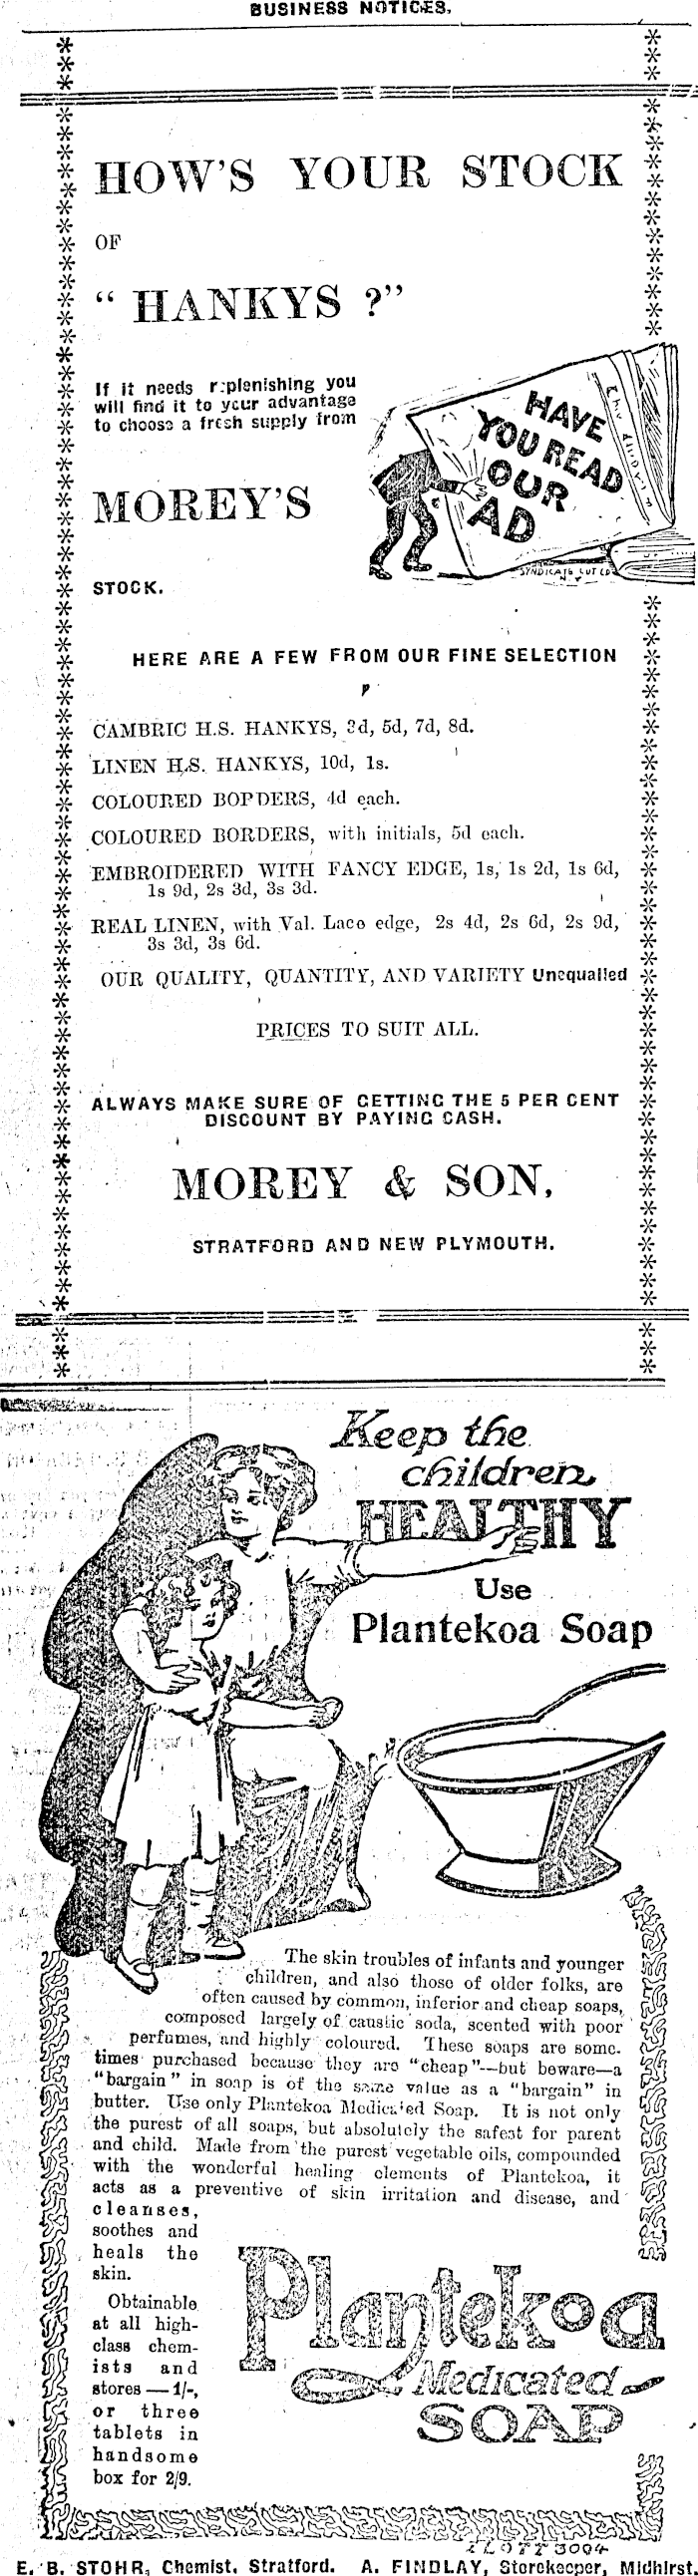 BUSINESS NOTICES.
HOW'S YOUR STOCK
OF
" HANKYS ?"
If it needs replenishing you
will find it to your advantage
to choose a fresh supply from
MOREY'S
STOCK.
HAVE
YOU READ
OUR
AD
SYNDICATE CUT CO
HERE ARE A FEW FROM OUR FINE SELECTION
CAMBRIC H.S. HANKYS, 3d, 5d, 7d, 8d.
LINEN H.S. HANKYS, 10d, 1s.
COLOURED BORDERS, 4d each.
COLOURED BORDERS, with initials, 5d each.
EMBROIDERED WITH FANCY EDGE, 1s, 1s 2d, 1s 6d,
1s 9d, 2s 3d, 3s 3d.
REAL LINEN, with Val. Lace edge, 2s 4d, 2s 6d, 2s 9d,
3s 3d, 3s 6d.
OUR QUALITY, QUANTITY, AND VARIETY Unequalled
PRICES TO SUIT ALL.
ALWAYS MAKE SURE OF GETTING THE 5 PER CENT
DISCOUNT BY PAYING CASH.
MOREY & SON,
STRATFORD AND NEW PLYMOUTH.
Keep the
children
HEALTHY
Use
Plantekoa Soap
The skin troubles of infants and younger
children, and also those of older folks, are
often caused by common, inferior and cheap soaps,
composed largely of caustic soda, scented with poor
perfumes, and highly coloured. These soaps are some-
times purchased because they are "cheap"—but beware—a
"bargain" in soap is of the same value as a "bargain" in
butter. Use only Plantekoa Medicated Soap. It is not only
the purest of all soaps, but absolutely the safest for parent
and child. Made from the purest vegetable oils, compounded
with the wonderful healing elements of Plantekoa, it
acts as a preventive of skin irritation and disease, and
cleanses,
soothes and
heals the
skin.
Obtainable
at all high-
class chem-
ists and
stores — 1/-,
or three
tablets in
handsome
box for 2/9.
Plantekoa
Medicated
SOAP
E. B. STOHR, Chemist, Stratford. A. FINDLAY, Storekeeper, Midhirst.